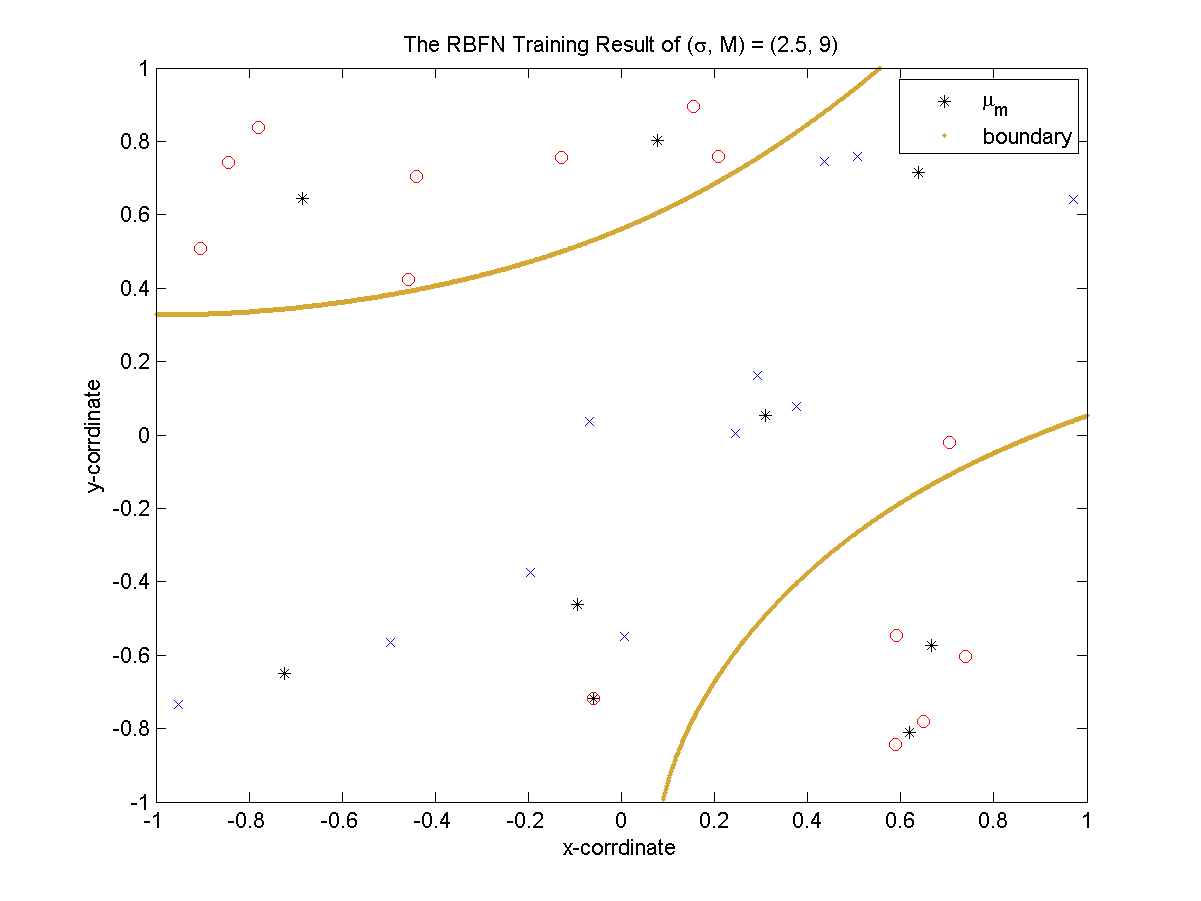 The RBFN Training Result of (σ, M) = (2.5, 9)
μm
boundary
1
0.8
0.6
0.4
0.2
0
-0.2
-0.4
-0.6
-0.8
-1
y-corrdinate
-1 -0.8 -0.6 -0.4 -0.2 0 0.2 0.4 0.6 0.8 1
x-corrdinate